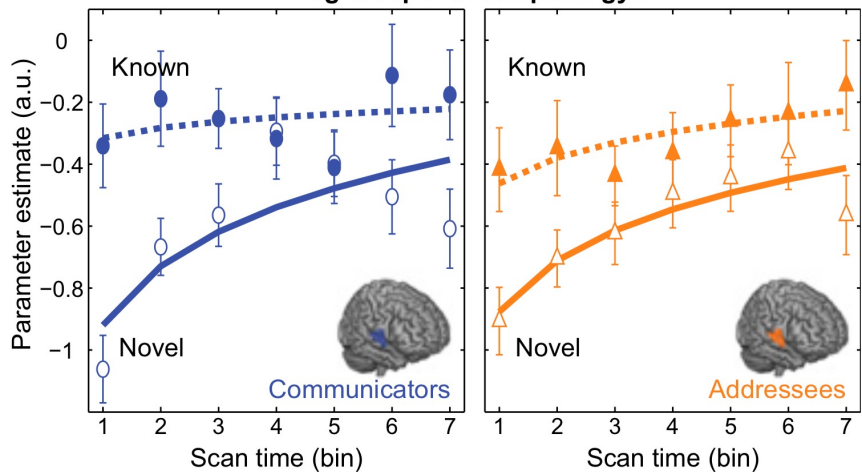 Parameter estimate (a.u.)
0
−0.2
−0.4
−0.6
−0.8
−1
Known
Novel
Communicators
1 2 3 4 5 6 7
Scan time (bin)
Known
Novel
Addressees
1 2 3 4 5 6 7
Scan time (bin)